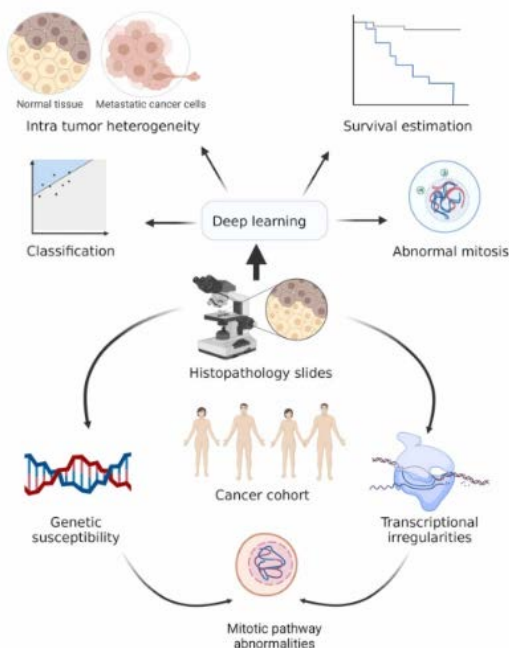 Normal tissue
Metastatic cancer cells
Intra tumor heterogeneity
Survival estimation
Deep learning
Classification
Abnormal mitosis
Histopathology slides
Cancer cohort
Genetic
susceptibility
Transcriptional
irregularities
Mitotic pathway
abnormalities